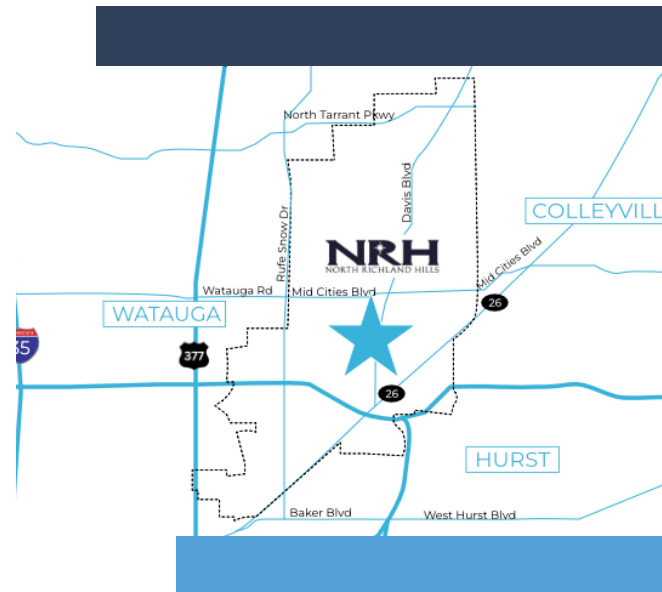 North Tarrant Pkwy
Davis Blvd
COLLEYVILL
Rufe Snow Dr
NRH
NORTH RICHLAND HILLS
Mid Cities Blvd
Watauga Rd
Mid Cities Blvd
26
WATAUGA
35
377
26
HURST
Baker Blvd
West Hurst Blvd